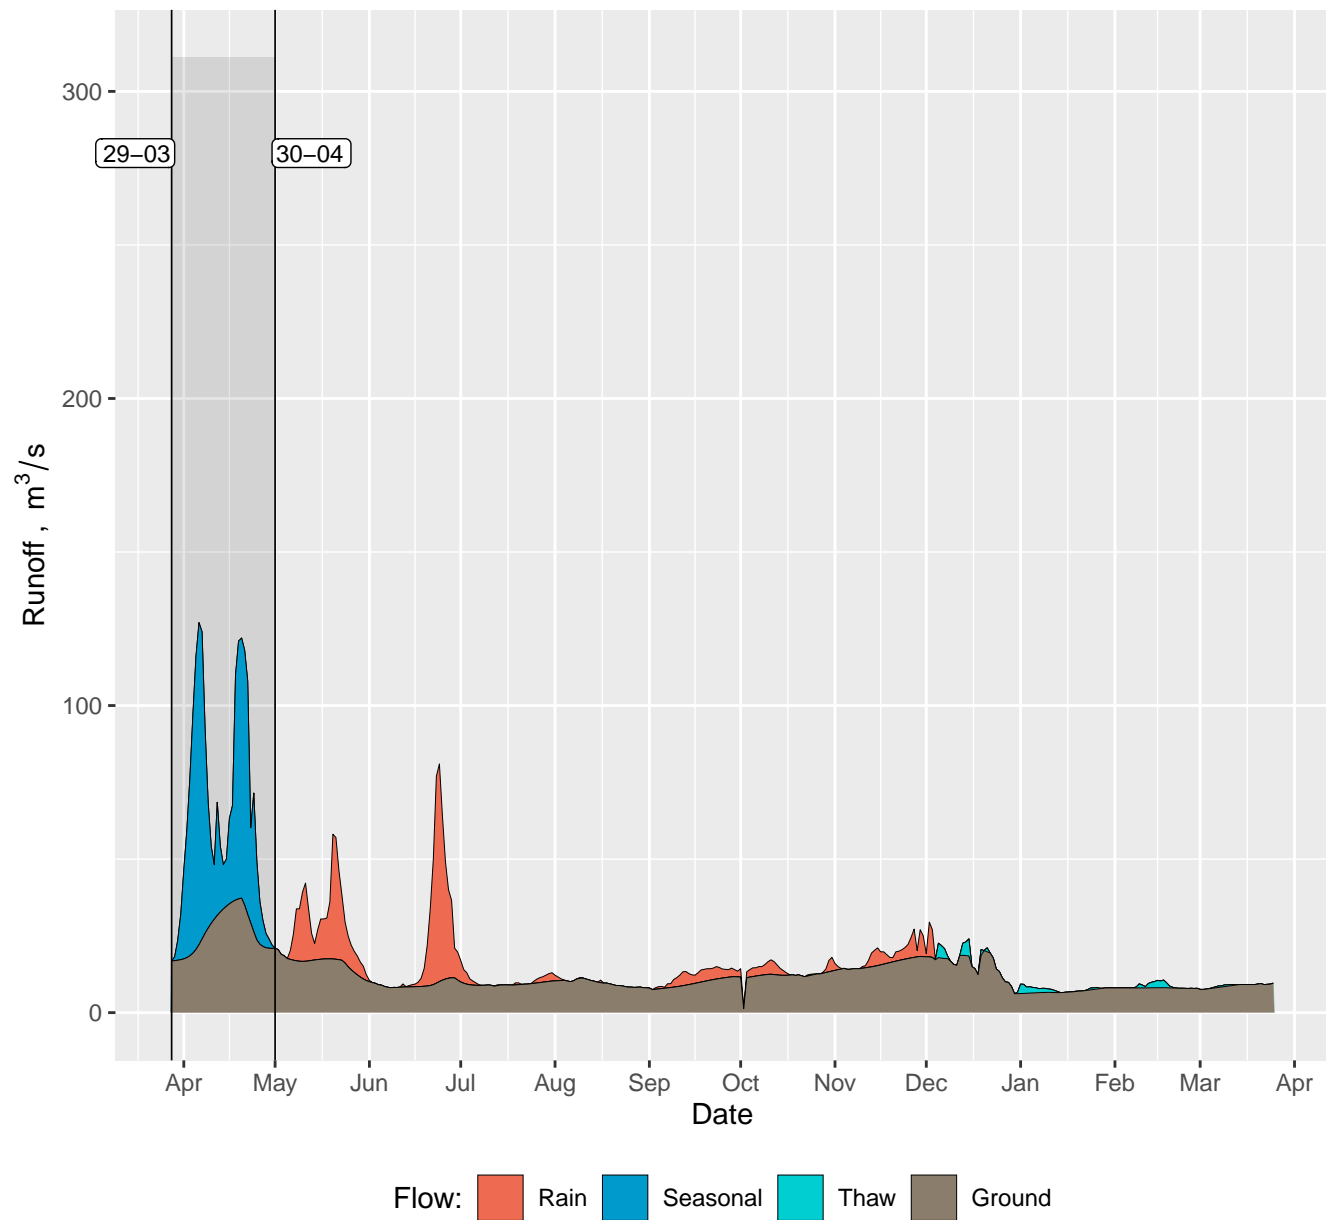 300
29−03
30−04
200
Runoff , m³/s
100
0
Apr May Jun Jul Aug Sep Oct Nov Dec Jan Feb Mar Apr
Date
Flow: Rain Seasonal Thaw Ground